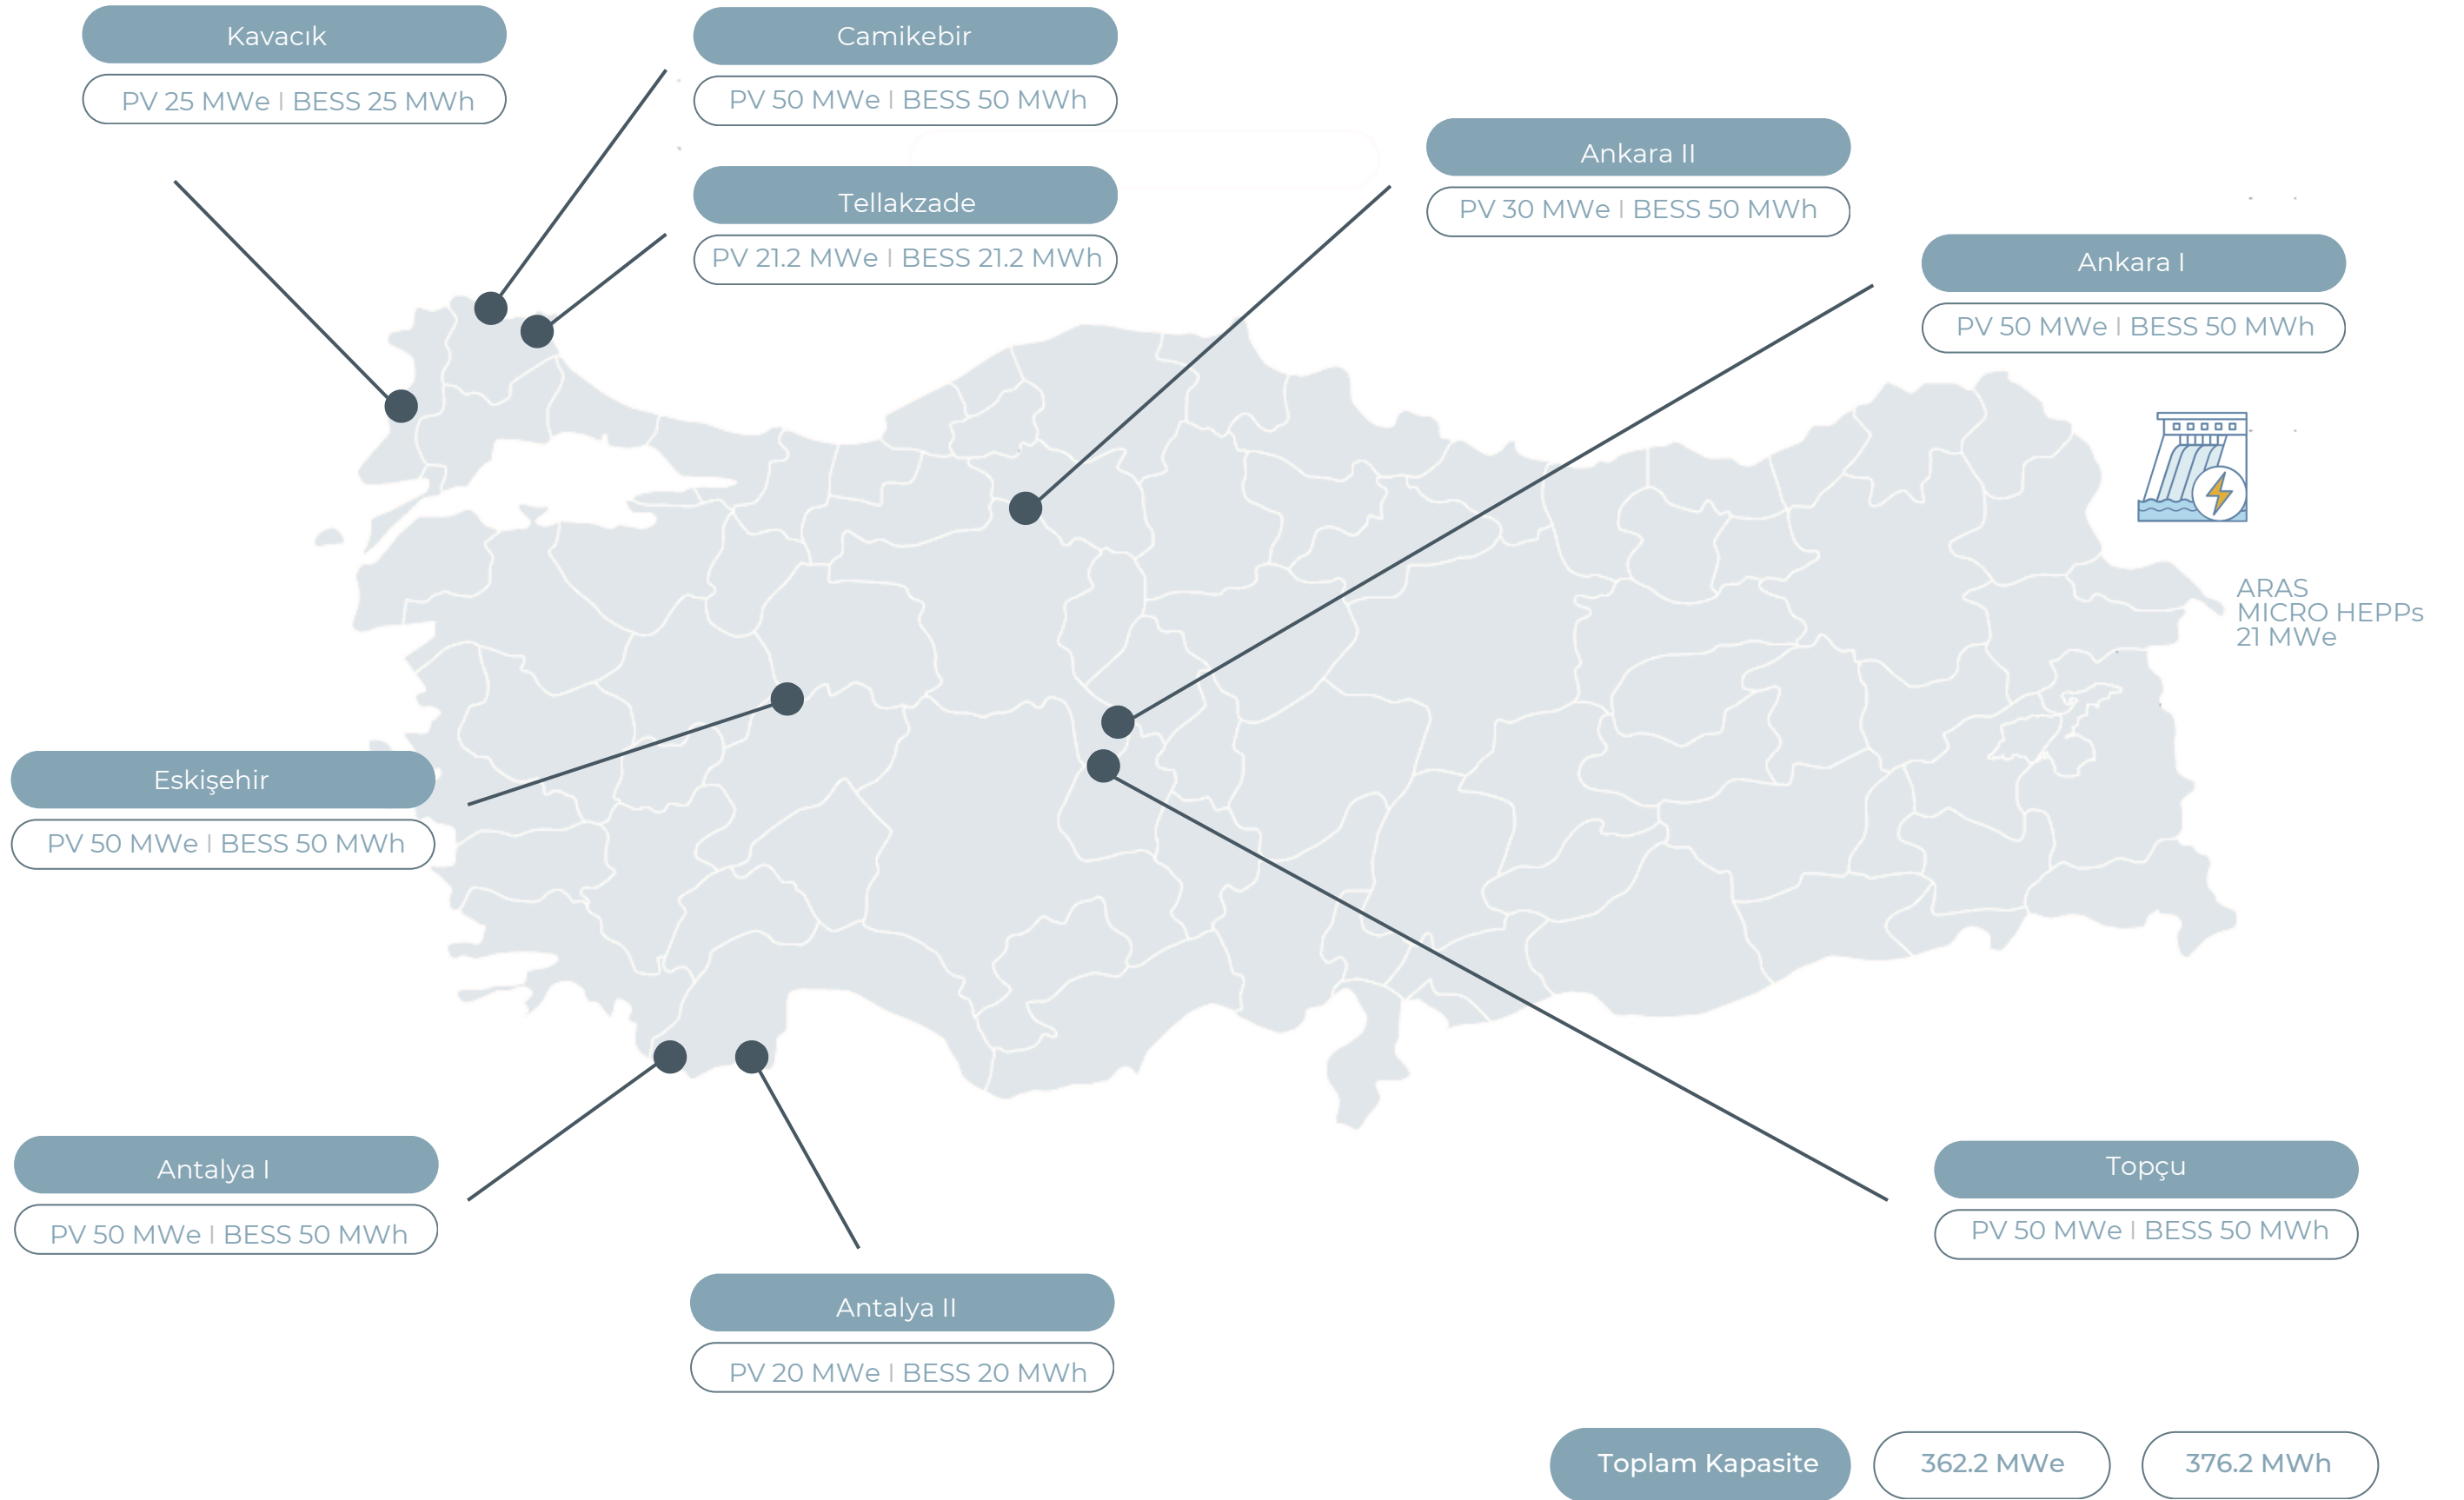 Kavacık
PV 25 MWe | BESS 25 MWh
Camikebir
PV 50 MWe | BESS 50 MWh
Tellakzade
PV 21.2 MWe | BESS 21.2 MWh
Ankara II
PV 30 MWe | BESS 50 MWh
Ankara I
PV 50 MWe | BESS 50 MWh
ARAS
MICRO HEPPs
21 MWe
Eskişehir
PV 50 MWe | BESS 50 MWh
Antalya I
PV 50 MWe | BESS 50 MWh
Antalya II
PV 20 MWe | BESS 20 MWh
Topçu
PV 50 MWe | BESS 50 MWh
Toplam Kapasite
362.2 MWe
376.2 MWh